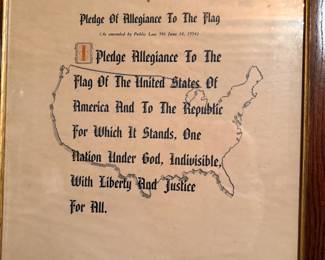 Pledge Of Allegiance To The Flag
(As amended by Public Law 396 June 14, 1954)
I Pledge Allegiance To The
Flag Of The United States Of
America And To The Republic
For Which It Stands, One
Nation Under God, Indivisible,
With Liberty And Justice
For All.